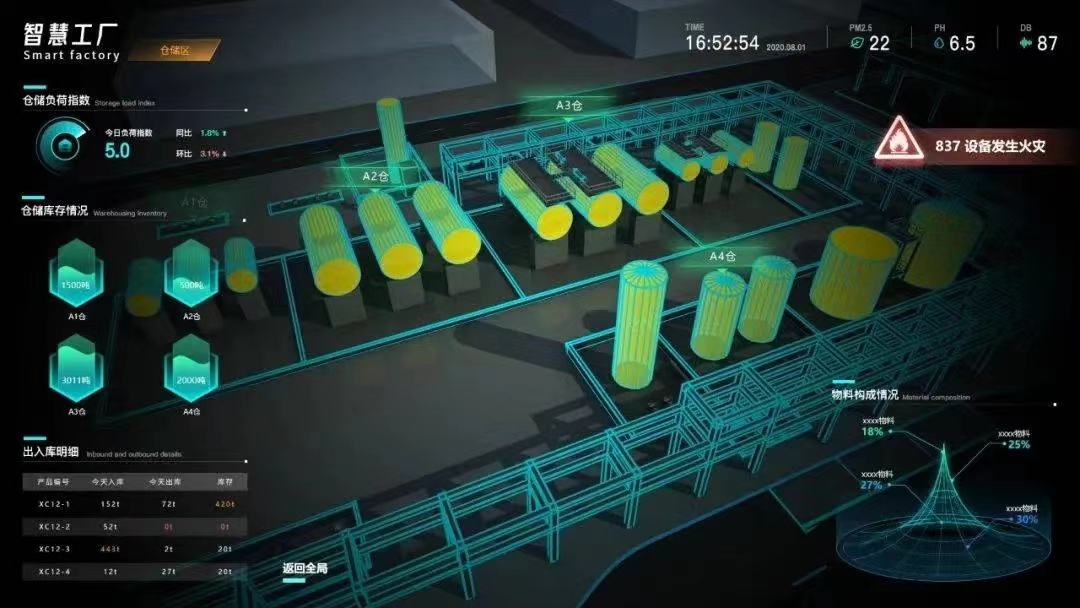 智慧工厂
Smart factory
仓储区
TIME
16:52:54 2020.08.01
PM2.5
22
PH
6.5
DB
87
837 设备发生火灾
仓储负荷指数 Storage load index
今日负荷指数
5.0
同比 1.8%
环比 3.1%
仓储库存情况 Warehousing inventory
1500吨
A1仓
500吨
A2仓
3011吨
A3仓
2000吨
A4仓
A1仓
A2仓
A3仓
A4仓
出入库明细 Inbound and outbound details
产品编号 今天入库 今天出库 库存
XC12-1 152t 72t 420t
XC12-2 52t 0t 0t
XC12-3 443t 2t 20t
XC12-4 12t 27t 20t
返回全局
物料构成情况 Material composition
xxxx物料
18%
xxxx物料
25%
xxxx物料
27%
xxxx物料
30%